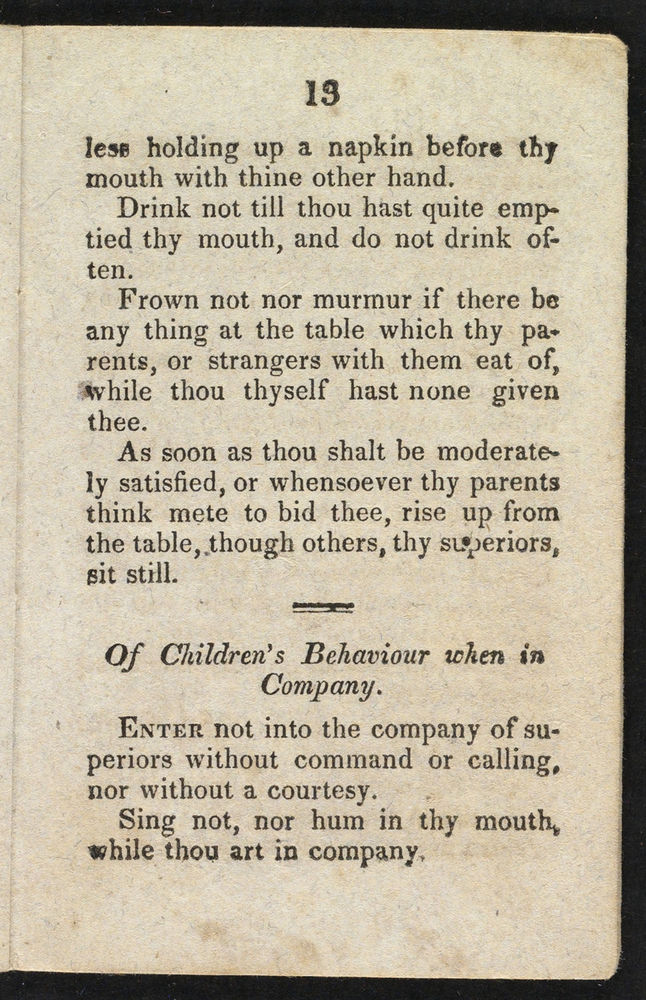 13
less holding up a napkin before thy
mouth with thine other hand.
Drink not till thou hast quite emp-
tied thy mouth, and do not drink of-
ten.
Frown not nor murmur if there be
any thing at the table which thy pa-
rents, or strangers with them eat of,
while thou thyself hast none given
thee.
As soon as thou shalt be moderate-
ly satisfied, or whensoever thy parents
think mete to bid thee, rise up from
the table, though others, thy superiors,
sit still.
Of Children's Behaviour when in
Company.
ENTER not into the company of su-
periors without command or calling,
nor without a courtesy.
Sing not, nor hum in thy mouth,
while thou art in company.